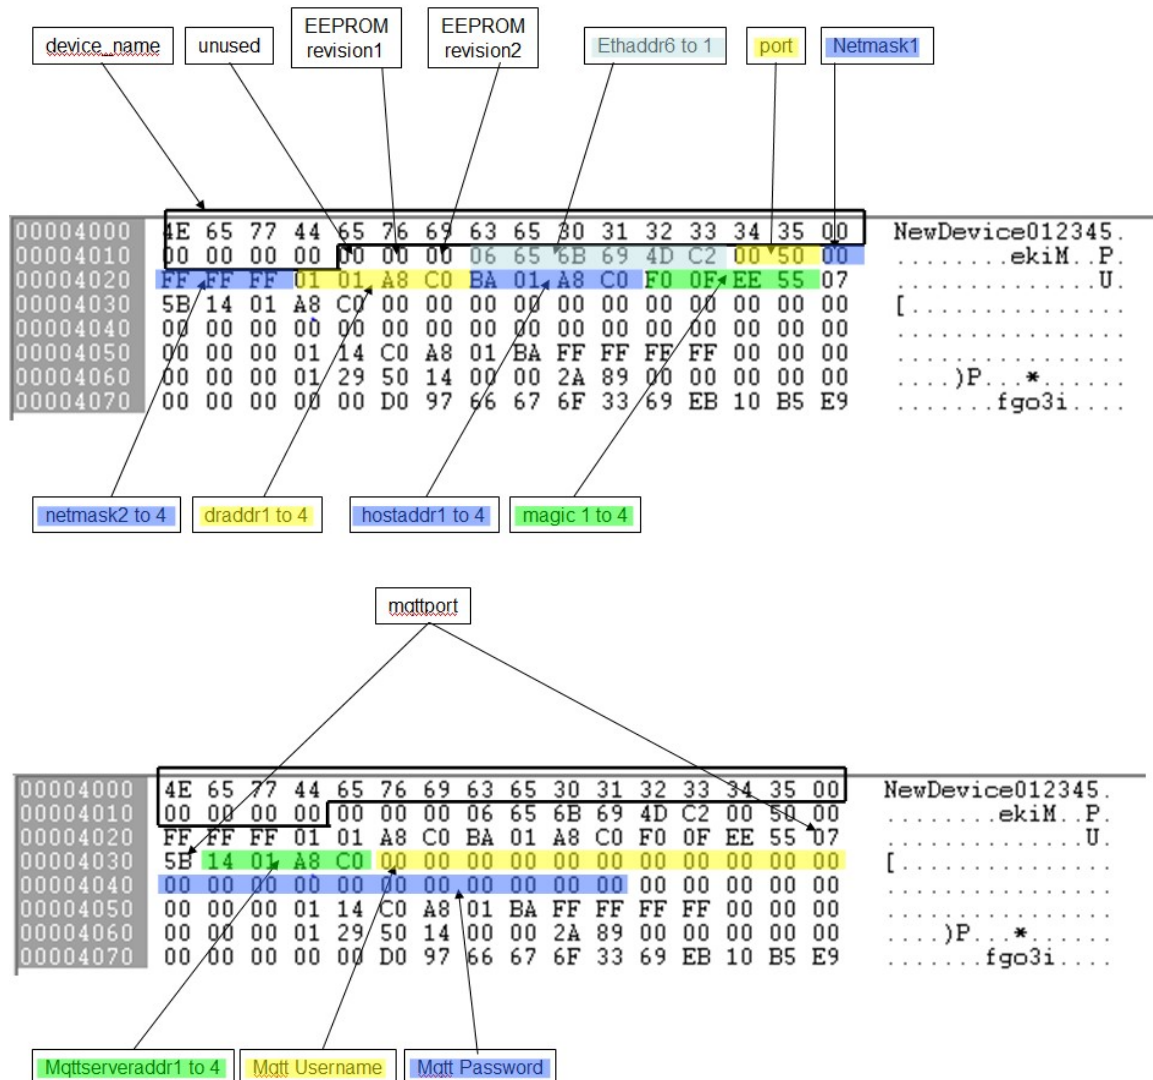 device_name unused EEPROM revision1 EEPROM revision2 Ethaddr6 to 1 port Netmask1
00004000 4E 65 77 44 65 76 69 63 65 30 31 32 33 34 35 00 NewDevice012345.
00004010 00 00 00 00 00 00 00 06 65 6B 69 4D C2 00 50 00 ........ekiM..P.
00004020 FF FF FF 01 01 A8 C0 BA 01 A8 C0 F0 0F EE 55 07 ..............U.
00004030 5B 14 01 A8 C0 00 00 00 00 00 00 00 00 00 00 00 [...............
00004040 00 00 00 00 00 00 00 00 00 00 00 00 00 00 00 00 ................
00004050 00 00 00 01 14 C0 A8 01 BA FF FF FF FF 00 00 00 ................
00004060 00 00 00 01 29 50 14 00 00 2A 89 00 00 00 00 00 ....)P...*......
00004070 00 00 00 00 00 D0 97 66 67 6F 33 69 EB 10 B5 E9 .......fgo3i....
netmask2 to 4 draddr1 to 4 hostaddr1 to 4 magic 1 to 4
mqttport
00004000 4E 65 77 44 65 76 69 63 65 30 31 32 33 34 35 00 NewDevice012345.
00004010 00 00 00 00 00 00 00 06 65 6B 69 4D C2 00 50 00 ........ekiM..P.
00004020 FF FF FF 01 01 A8 C0 BA 01 A8 C0 F0 0F EE 55 07 ..............U.
00004030 5B 14 01 A8 C0 00 00 00 00 00 00 00 00 00 00 00 [...............
00004040 00 00 00 00 00 00 00 00 00 00 00 00 00 00 00 00 ................
00004050 00 00 00 01 14 C0 A8 01 BA FF FF FF FF 00 00 00 ................
00004060 00 00 00 01 29 50 14 00 00 2A 89 00 00 00 00 00 ....)P...*......
00004070 00 00 00 00 00 D0 97 66 67 6F 33 69 EB 10 B5 E9 .......fgo3i....
Mqttserveraddr1 to 4 Mqtt Username Mqtt Password